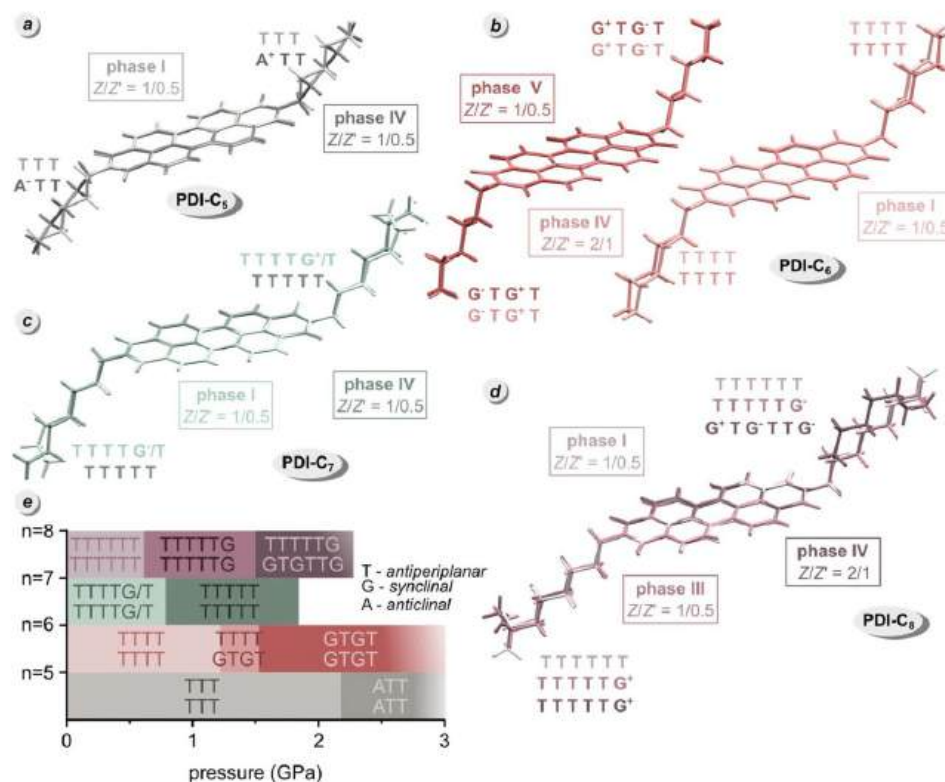 a
T T T
A⁺ T T
phase I
Z/Z' = 1/0.5
phase IV
Z/Z' = 1/0.5
T T T
A⁻ T T
PDI-C₅
b
G⁺ T G⁻ T
G⁺ T G⁻ T
phase V
Z/Z' = 1/0.5
phase IV
Z/Z' = 2/1
G⁻ T G⁺ T
G⁻ T G⁺ T
T T T T
T T T T
phase I
Z/Z' = 1/0.5
PDI-C₆
T T T T
T T T T
c
T T T T G⁺/T
T T T T T
phase I
Z/Z' = 1/0.5
phase IV
Z/Z' = 1/0.5
T T T T G⁻/T
T T T T T
PDI-C₇
d
T T T T T T
T T T T T G⁻
G⁺ T G⁻ T T G⁻
phase I
Z/Z' = 1/0.5
phase III
Z/Z' = 1/0.5
phase IV
Z/Z' = 2/1
PDI-C₈
T T T T T T
T T T T T G⁺
T T T T T G⁺
e
n=8
TTTTTT TTTTTG TTTTTG
TTTTTT TTTTTG GTGTTG
n=7
TTTTG/T TTTTT
TTTTG/T TTTTT
n=6
TTTT TTTT GTGT
TTTT GTGT GTGT
n=5
TTT ATT
TTT ATT
T - antiperiplanar
G - synclinal
A - anticlinal
0 1 2 3
pressure (GPa)